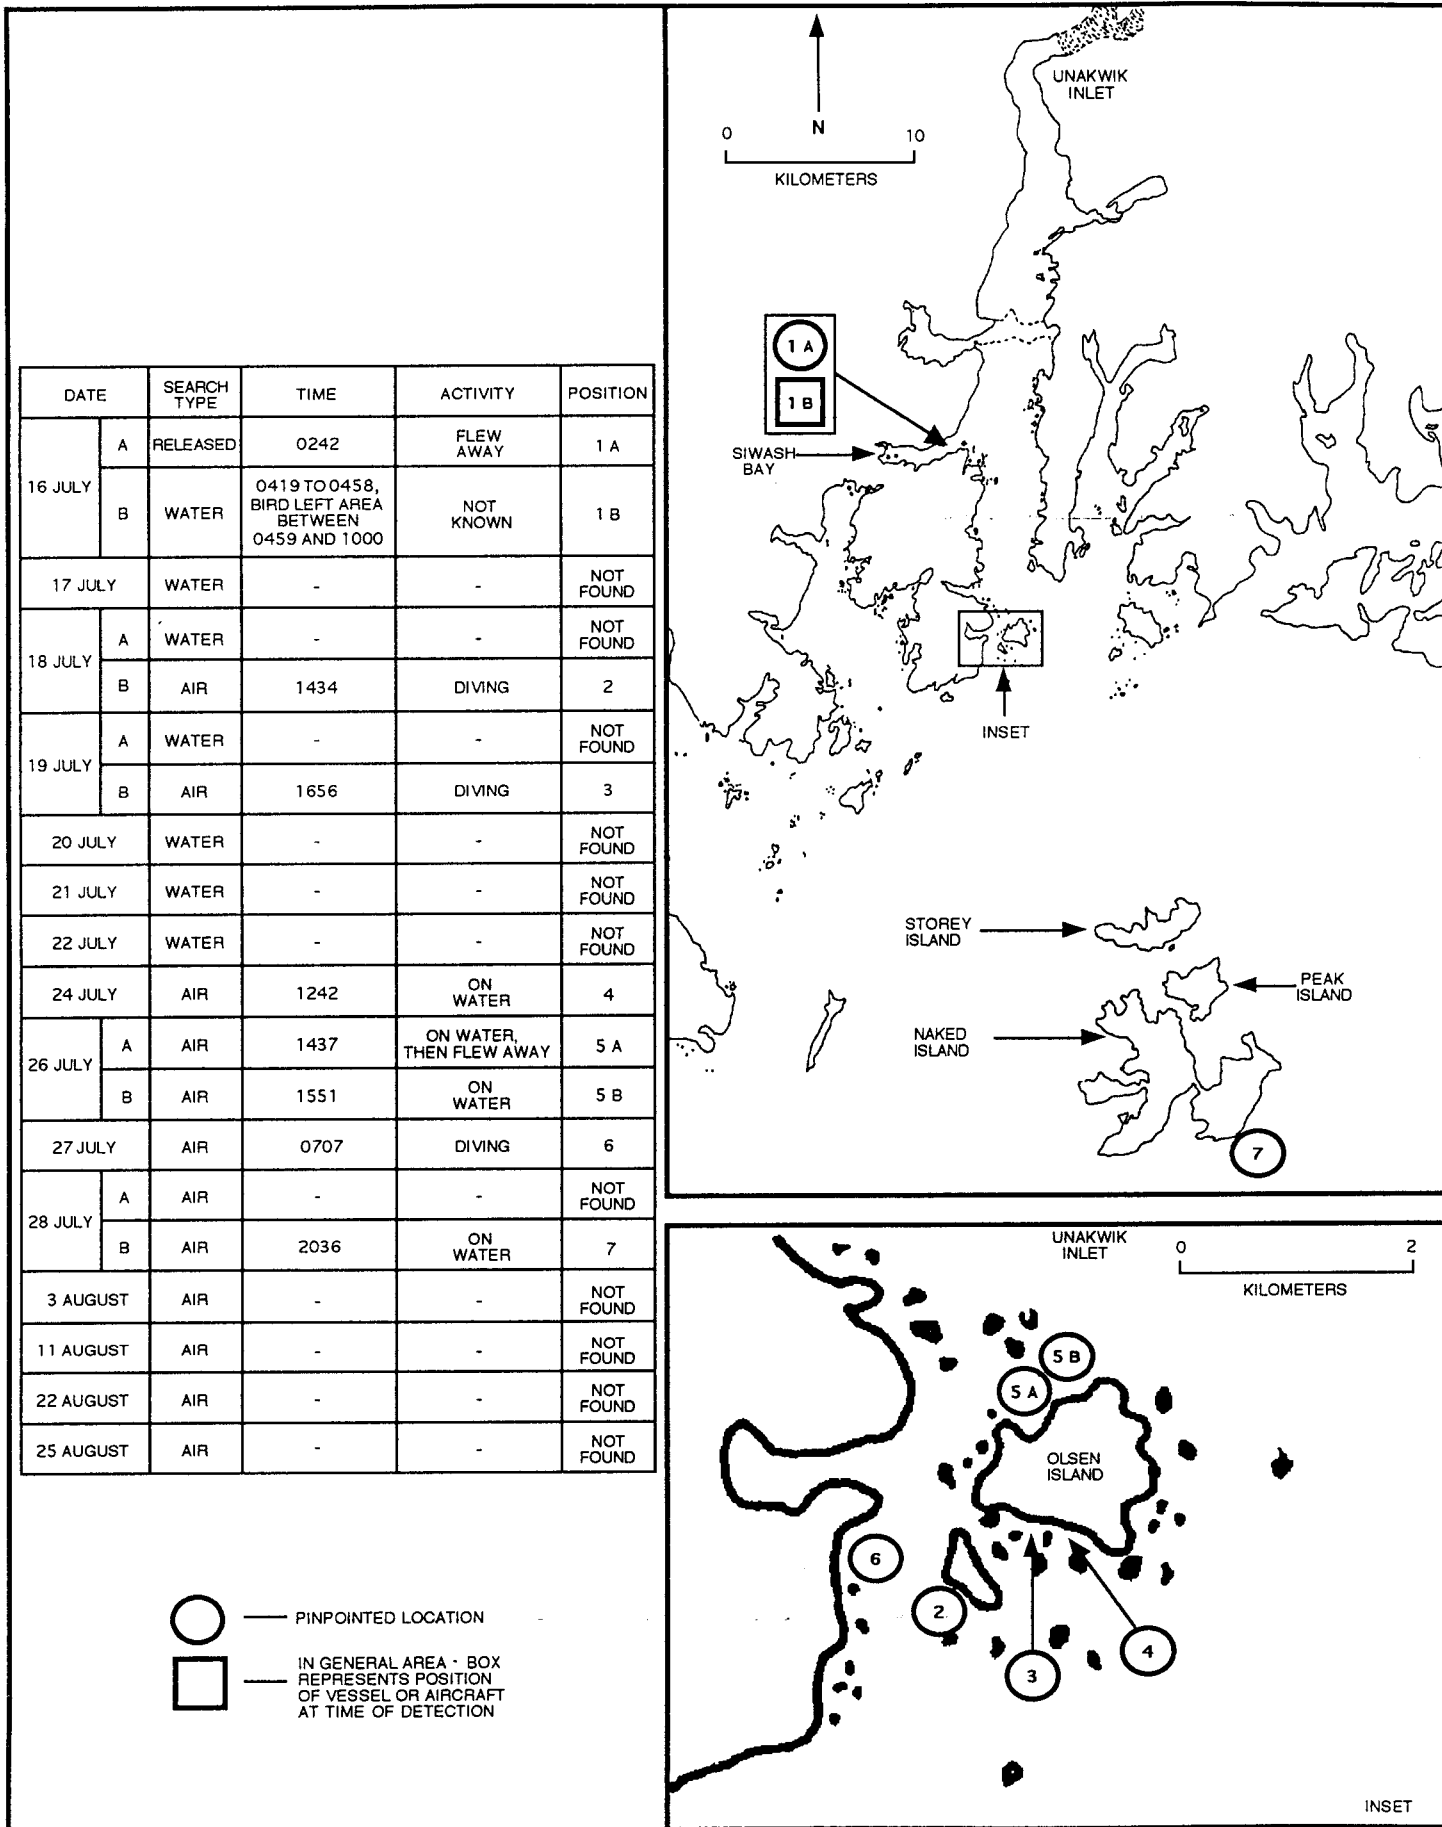 DATE SEARCH TYPE TIME ACTIVITY POSITION
16 JULY
A RELEASED 0242 FLEW AWAY 1 A
B WATER 0419 TO 0458, BIRD LEFT AREA BETWEEN 0459 AND 1000 NOT KNOWN 1 B
17 JULY WATER - - NOT FOUND
18 JULY
A WATER - - NOT FOUND
B AIR 1434 DIVING 2
19 JULY
A WATER - - NOT FOUND
B AIR 1656 DIVING 3
20 JULY WATER - - NOT FOUND
21 JULY WATER - - NOT FOUND
22 JULY WATER - - NOT FOUND
24 JULY AIR 1242 ON WATER 4
26 JULY
A AIR 1437 ON WATER, THEN FLEW AWAY 5 A
B AIR 1551 ON WATER 5 B
27 JULY AIR 0707 DIVING 6
28 JULY
A AIR - - NOT FOUND
B AIR 2036 ON WATER 7
3 AUGUST AIR - - NOT FOUND
11 AUGUST AIR - - NOT FOUND
22 AUGUST AIR - - NOT FOUND
25 AUGUST AIR - - NOT FOUND
PINPOINTED LOCATION
IN GENERAL AREA - BOX
REPRESENTS POSITION
OF VESSEL OR AIRCRAFT
AT TIME OF DETECTION
UNAKWIK
INLET
N
0 10
KILOMETERS
1 A
1 B
SIWASH
BAY
INSET
STOREY
ISLAND
PEAK
ISLAND
NAKED
ISLAND
7
UNAKWIK
INLET
0 2
KILOMETERS
5 B
5 A
OLSEN
ISLAND
6
2
4
3
INSET